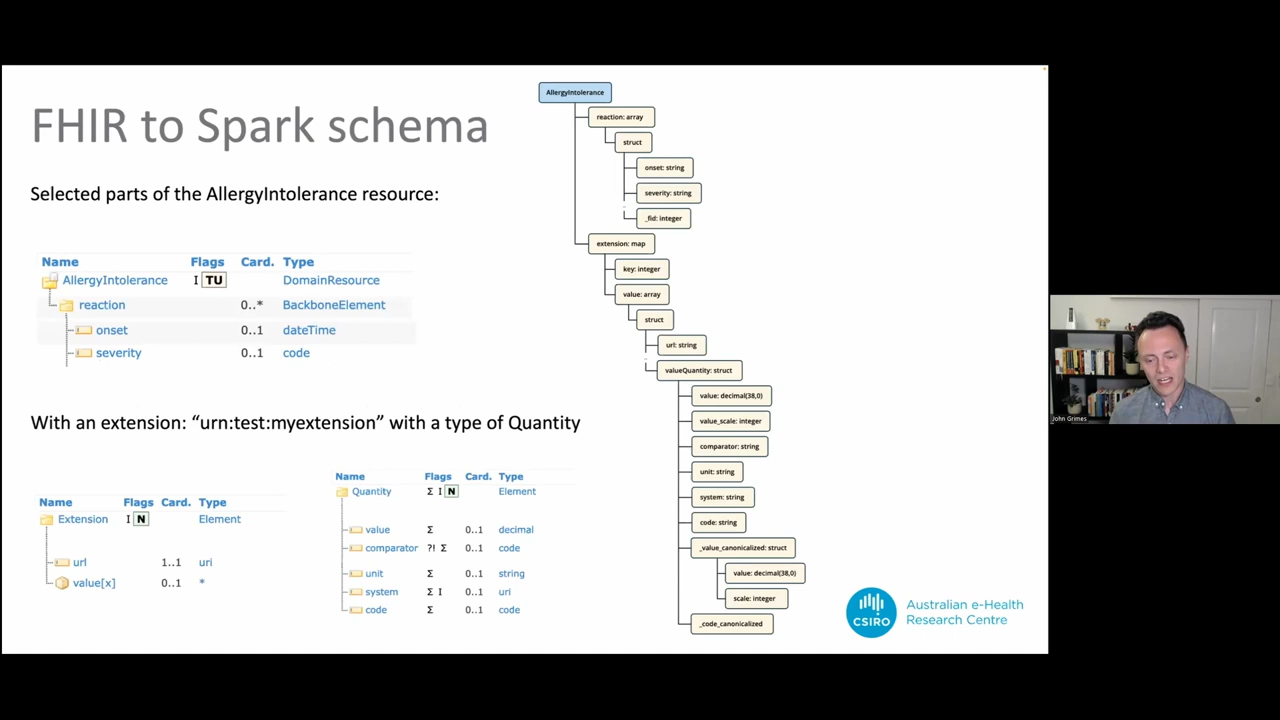 FHIR to Spark schema
Selected parts of the AllergyIntolerance resource:
Name Flags Card. Type
AllergyIntolerance I TU DomainResource
reaction 0..* BackboneElement
onset 0..1 dateTime
severity 0..1 code
With an extension: “urn:test:myextension” with a type of Quantity
Name Flags Card. Type
Extension I N Element
url 1..1 uri
value[x] 0..1 *
Name Flags Card. Type
Quantity Σ I N Element
value Σ 0..1 decimal
comparator ?! Σ 0..1 code
unit Σ 0..1 string
system Σ I 0..1 uri
code Σ 0..1 code
AllergyIntolerance
reaction: array
struct
onset: string
severity: string
_fid: integer
extension: map
key: integer
value: array
struct
url: string
valueQuantity: struct
value: decimal(38,0)
value_scale: integer
comparator: string
unit: string
system: string
code: string
_value_canonicalized: struct
value: decimal(38,0)
scale: integer
_code_canonicalized
CSIRO
Australian e-Health
Research Centre
John Grimes